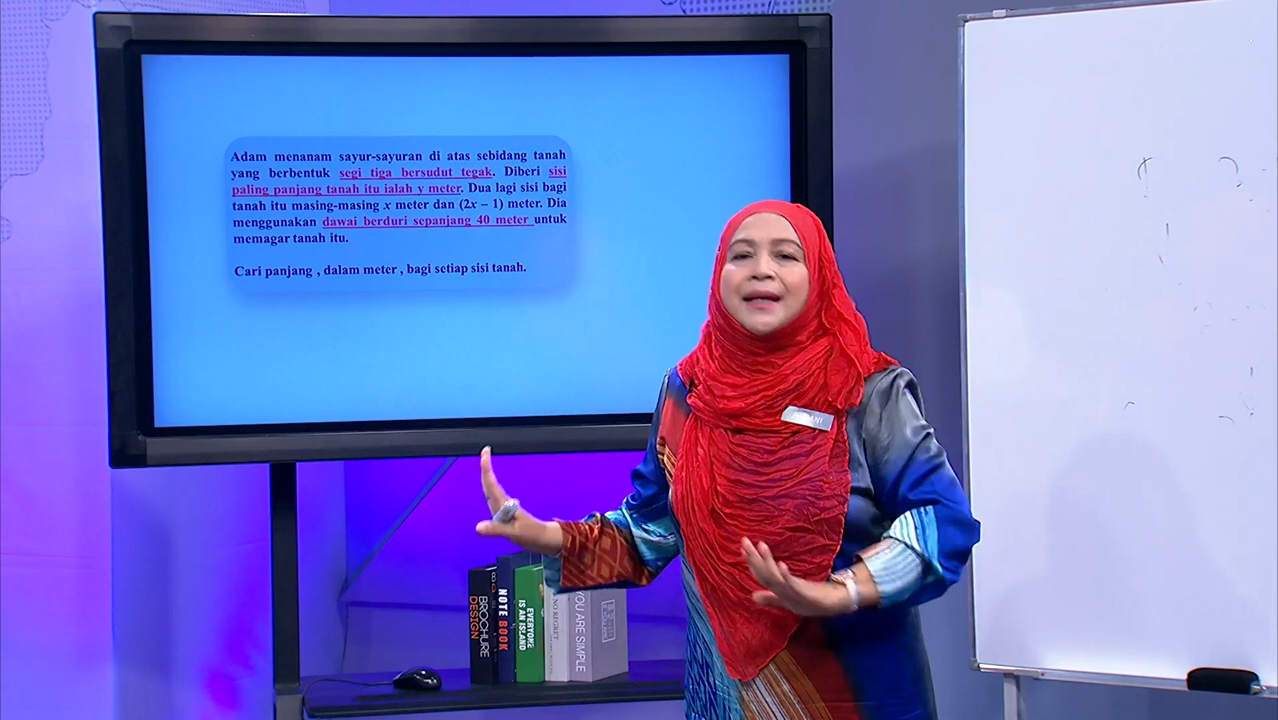 Adam menanam sayur-sayuran di atas sebidang tanah
yang berbentuk segi tiga bersudut tegak. Diberi sisi
paling panjang tanah itu ialah y meter. Dua lagi sisi bagi
tanah itu masing-masing x meter dan (2x – 1) meter. Dia
menggunakan dawai berduri sepanjang 40 meter untuk
memagar tanah itu.
Cari panjang , dalam meter , bagi setiap sisi tanah.
BROCHURE
DESIGN
NOTE BOOK
EVERYONE
IS AN ISLAND
NO REGRET
YOU ARE SIMPLE